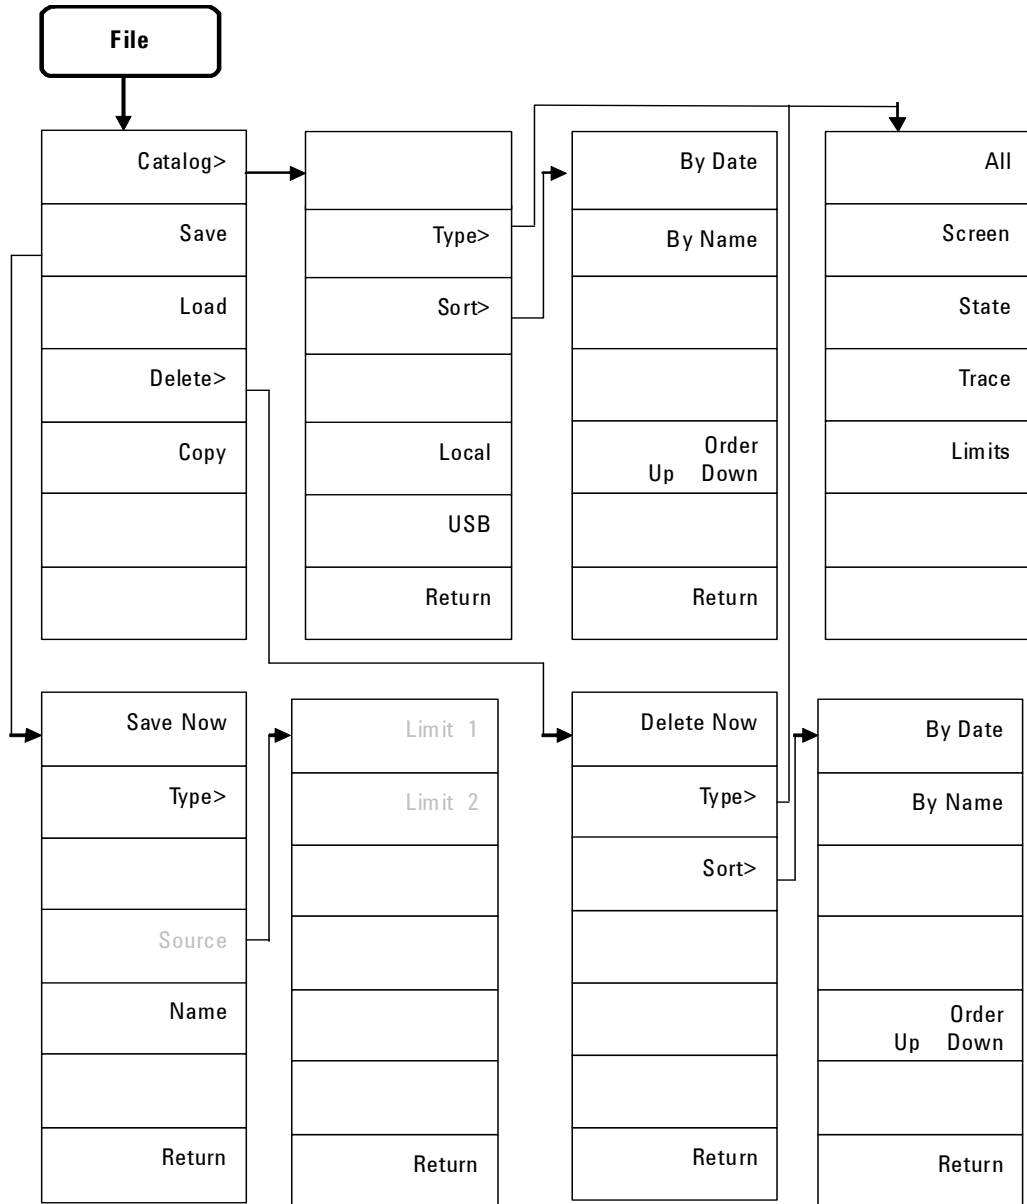 File
Catalog>
Save
Load
Delete>
Copy
Type>
Sort>
Local
USB
Return
By Date
By Name
Order
Up Down
Return
All
Screen
State
Trace
Limits
Save Now
Type>
Source
Name
Return
Limit 1
Limit 2
Return
Delete Now
Type>
Sort>
Return
By Date
By Name
Order
Up Down
Return